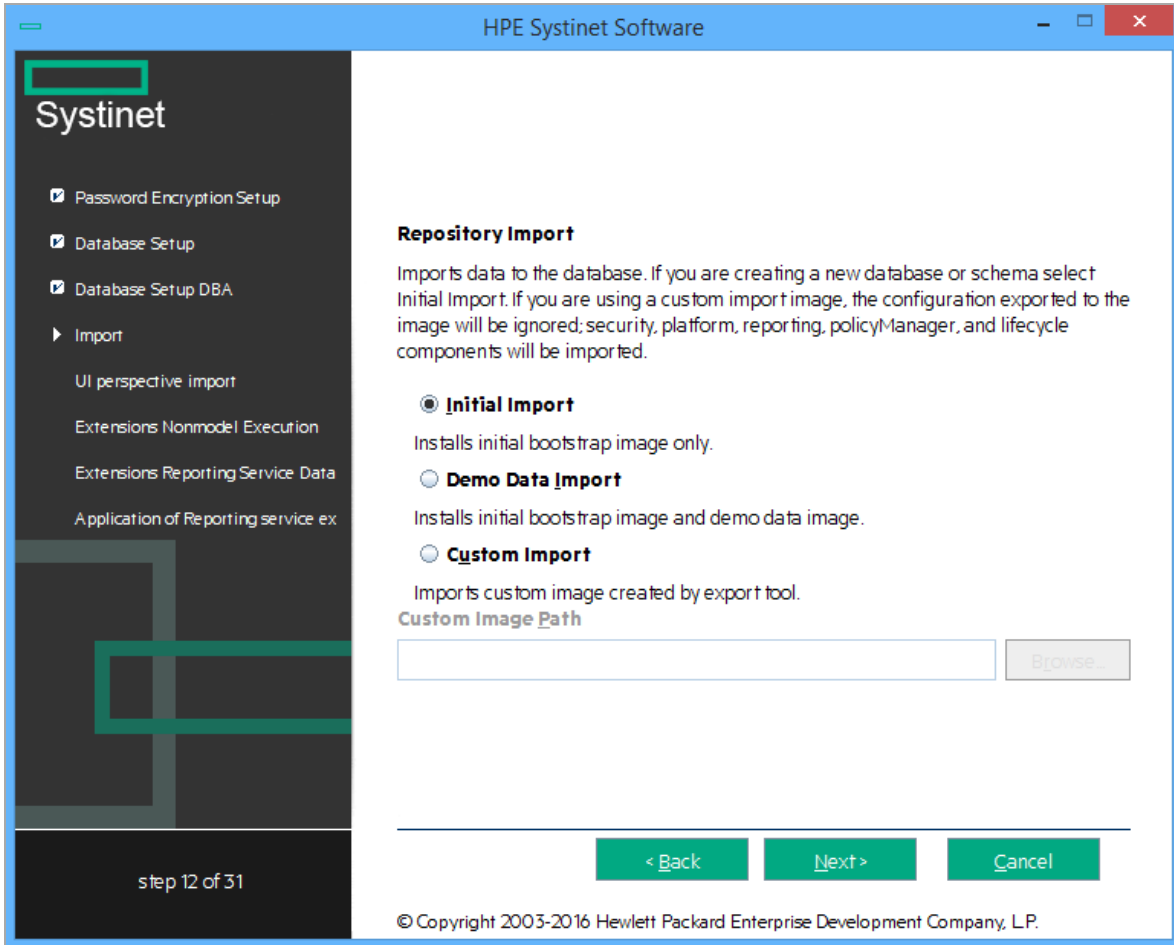 HPE Systinet Software
Systinet
Password Encryption Setup
Database Setup
Database Setup DBA
Import
UI perspective import
Extensions Nonmodel Execution
Extensions Reporting Service Data
Application of Reporting service ex
step 12 of 31
Repository Import
Imports data to the database. If you are creating a new database or schema select
Initial Import. If you are using a custom import image, the configuration exported to the
image will be ignored; security, platform, reporting, policyManager, and lifecycle
components will be imported.
Initial Import
Installs initial bootstrap image only.
Demo Data Import
Installs initial bootstrap image and demo data image.
Custom Import
Imports custom image created by export tool.
Custom Image Path
Browse...
< Back
Next >
Cancel
© Copyright 2003-2016 Hewlett Packard Enterprise Development Company, L.P.